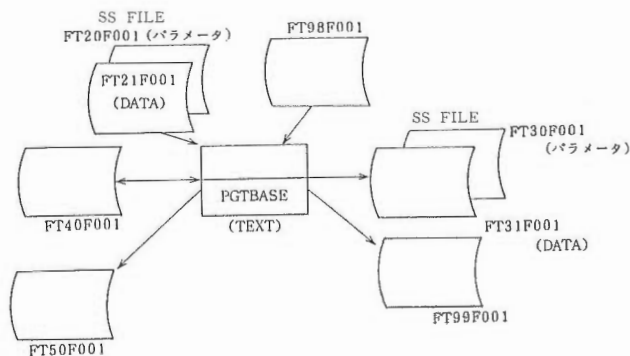 SS FILE
FT20F001 (パラメータ)
FT21F001
(DATA)
FT98F001
SS FILE
FT30F001
(パラメータ)
FT40F001
PGTBASE
(TEXT)
FT31F001
(DATA)
FT50F001
FT99F001